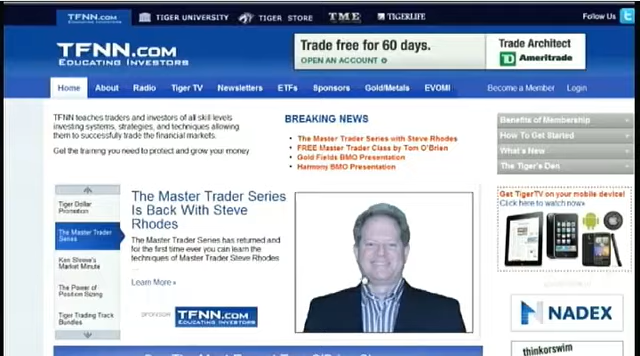 TFNN.COM
TIGER UNIVERSITY
TIGER STORE
TME
TIGERLIFE
Follow Us
TFNN.COM
EDUCATING INVESTORS
Trade free for 60 days.
OPEN AN ACCOUNT
Trade Architect
TD Ameritrade
Home
About
Radio
Tiger TV
Newsletters
ETFs
Sponsors
Gold/Metals
EVOMI
Become a Member
Login
TFNN teaches traders and investors of all skill levels
investing systems, strategies, and techniques allowing
them to successfully trade the financial markets.
Get the training you need to protect and grow your money
BREAKING NEWS
The Master Trader Series with Steve Rhodes
FREE Master Trader Class by Tom O'Brien
Gold Fields BMO Presentation
Harmony BMO Presentation
Benefits of Membership
How To Get Started
What's New
The Tiger's Den
Tiger Dollar
Promotion
The Master Trader
Series
Ken Shreve's
Market Minute
The Power of
Position Sizing
Tiger Trading Track
Bundles
The Master Trader Series
Is Back With Steve
Rhodes
The Master Trader Series has returned and
for the first time ever you can learn the
techniques of Master Trader Steve Rhodes
Learn More »
SPONSOR
TFNN.COM
EDUCATING INVESTORS
Get TigerTV on your mobile device!
Click here to watch now»
NADEX
thinkorswim